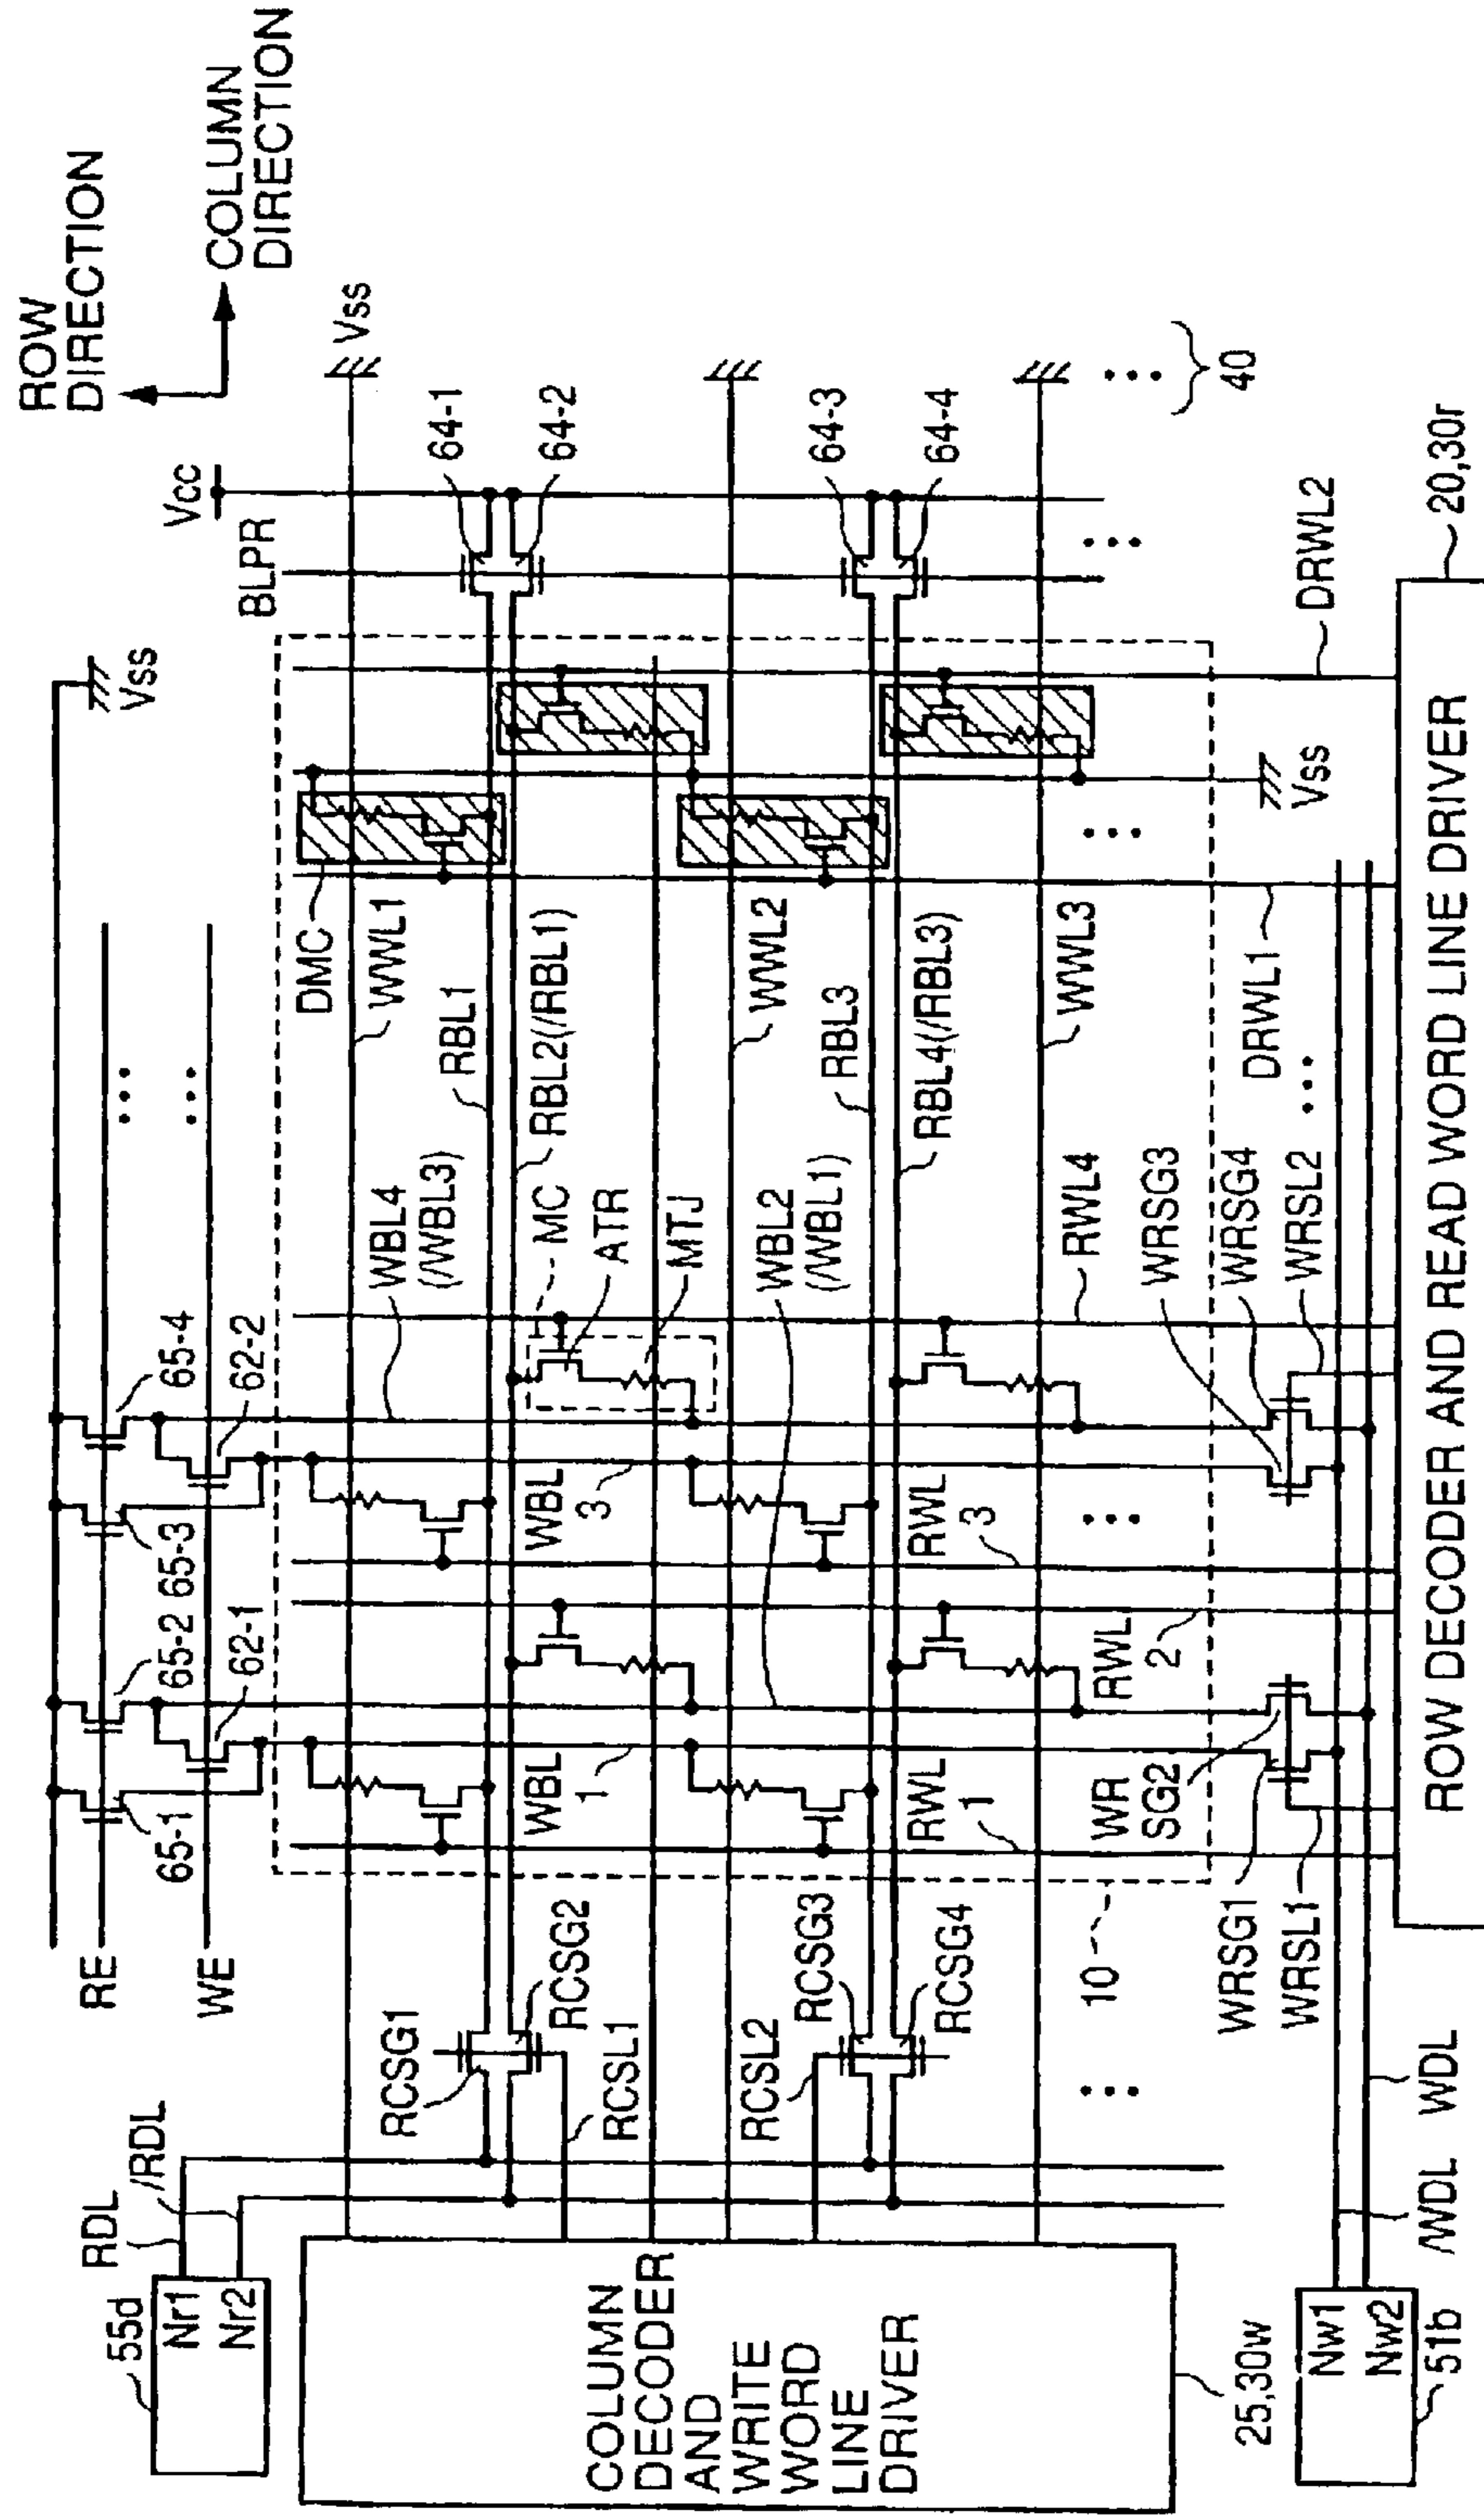 ROW
DIRECTION
COLUMN
DIRECTION
Vss
RE
WE
65-1
65-2
65-3
65-4
62-1
62-2
Vss
BLPR
Vcc
Vss
40
64-1
64-2
64-3
64-4
55d
Nr1
Nr2
RDL
/RDL
RCSG1
RCSG2
RCSL1
RCSL2
RCSG3
RCSG4
COLUMN
DECODER
AND
WRITE
WORD
LINE
DRIVER
25,30w
WBL
1
WBL
3
WBL4
(/WBL3)
MC
ATR
MTJ
WBL2
(/WBL1)
DMC
WWL1
RBL1
RBL2(/RBL1)
WWL2
RBL3
RBL4(/RBL3)
WWL3
RWL
1
RWL
2
RWL
3
RWL4
10
WRSG1
WRSL1
WR
SG2
WRSG3
WRSG4
WRSL2
DRWL1
DRWL2
Vss
Nw1
Nw2
51b
/WDL
WDL
20,30r
ROW DECODER AND READ WORD LINE DRIVER